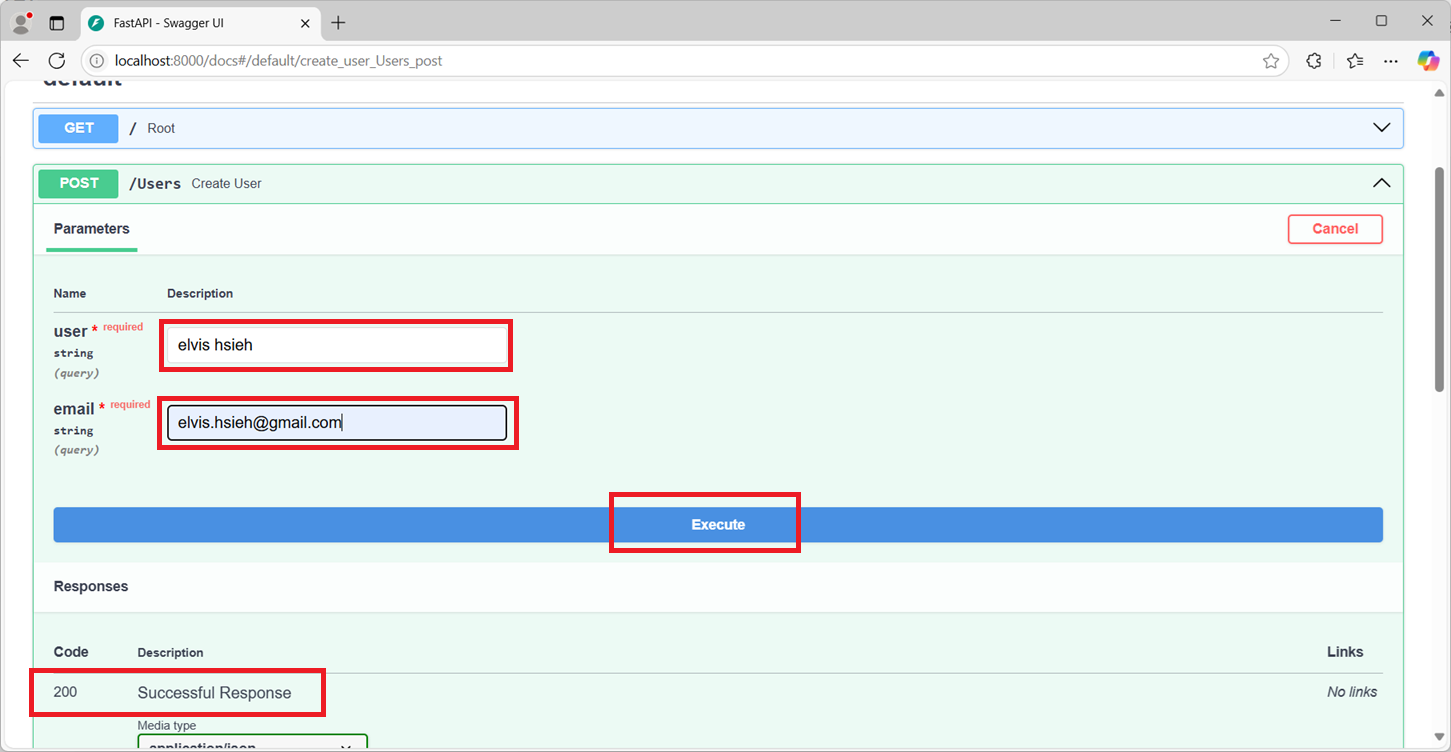 FastAPI - Swagger UI
localhost:8000/docs#/default/create_user_Users_post
default
GET / Root
POST /Users Create User
Parameters
Cancel
Name Description
user * required
string
(query)
elvis hsieh
email * required
string
(query)
elvis.hsieh@gmail.com
Execute
Responses
Code Description Links
200 Successful Response No links
Media type
application/json